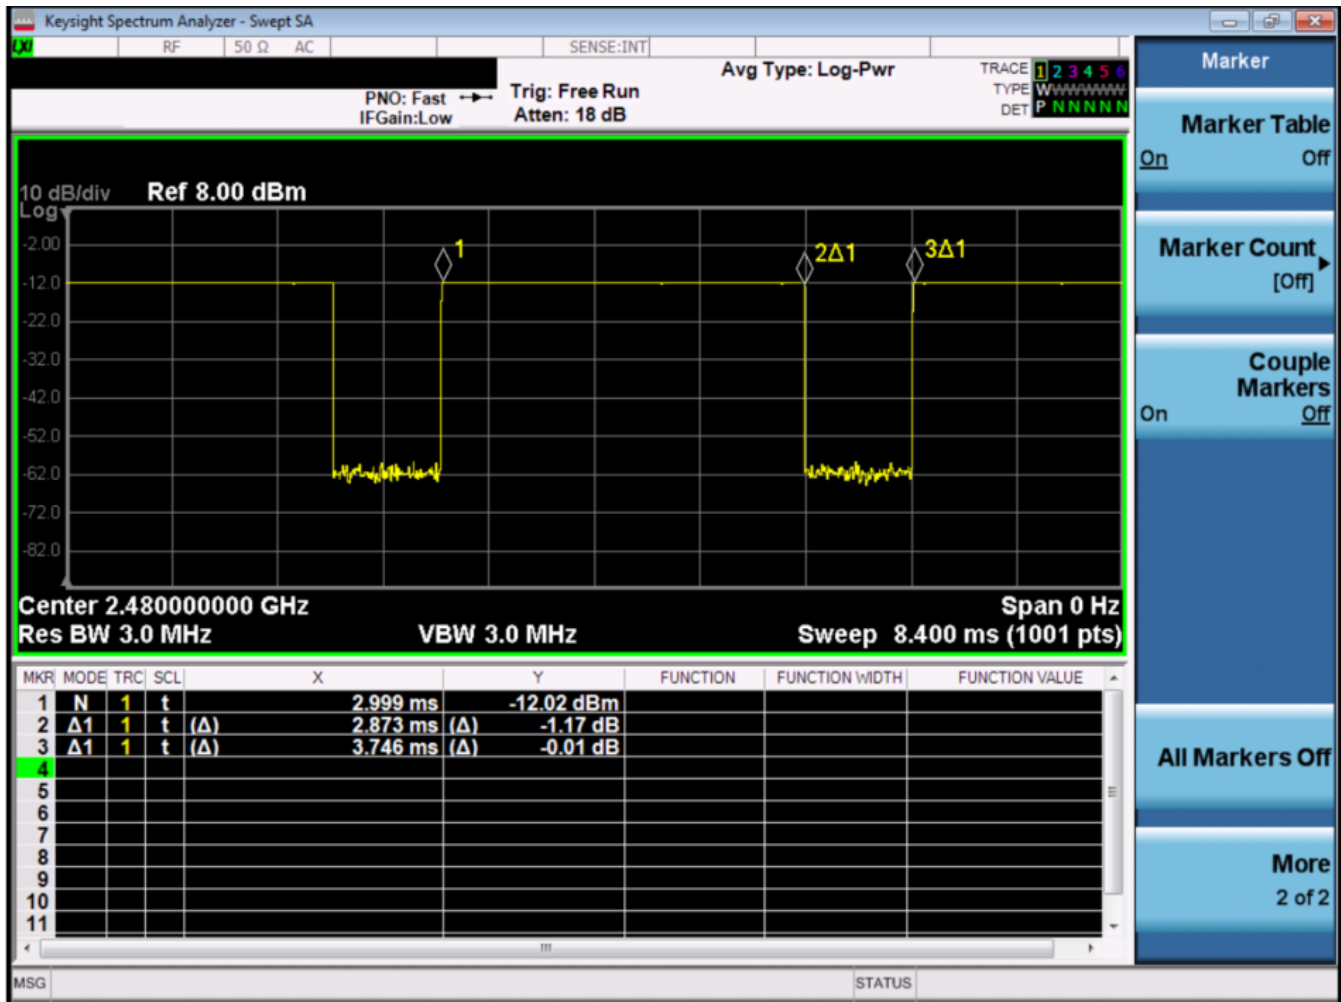 Keysight Spectrum Analyzer - Swept SA
LXI RF 50 Ω AC SENSE:INT
Avg Type: Log-Pwr
PNO: Fast
IFGain:Low
Trig: Free Run
Atten: 18 dB
TRACE 1 2 3 4 5 6
TYPE WWWWWW
DET P N N N N N
10 dB/div Ref 8.00 dBm
Log
-2.00
-12.0
-22.0
-32.0
-42.0
-52.0
-62.0
-72.0
-82.0
1
2Δ1
3Δ1
Center 2.480000000 GHz Span 0 Hz
Res BW 3.0 MHz VBW 3.0 MHz Sweep 8.400 ms (1001 pts)
MKR MODE TRC SCL X Y FUNCTION FUNCTION WIDTH FUNCTION VALUE
1 N 1 t 2.999 ms -12.02 dBm
2 Δ1 1 t (Δ) 2.873 ms (Δ) -1.17 dB
3 Δ1 1 t (Δ) 3.746 ms (Δ) -0.01 dB
4
5
6
7
8
9
10
11
MSG STATUS
Marker
Marker Table
On Off
Marker Count
[Off]
Couple
Markers
On Off
All Markers Off
More
2 of 2